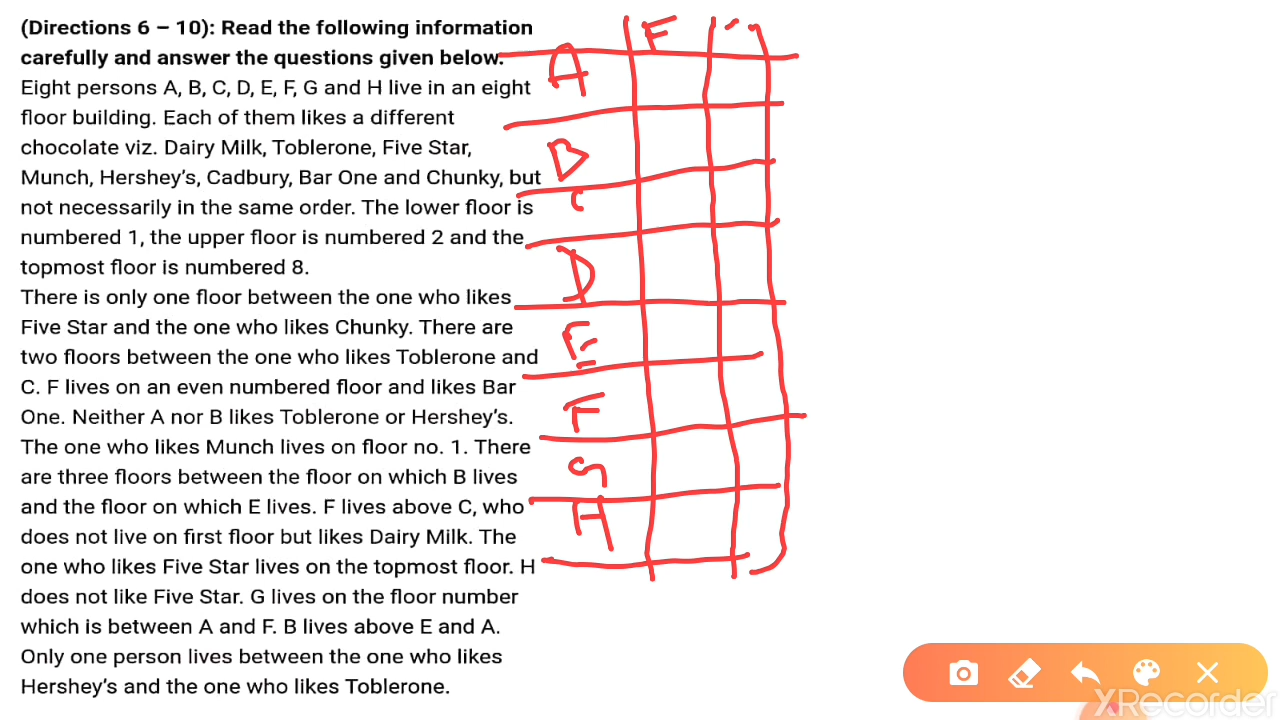 (Directions 6 – 10): Read the following information
carefully and answer the questions given below.
Eight persons A, B, C, D, E, F, G and H live in an eight
floor building. Each of them likes a different
chocolate viz. Dairy Milk, Toblerone, Five Star,
Munch, Hershey's, Cadbury, Bar One and Chunky, but
not necessarily in the same order. The lower floor is
numbered 1, the upper floor is numbered 2 and the
topmost floor is numbered 8.
There is only one floor between the one who likes
Five Star and the one who likes Chunky. There are
two floors between the one who likes Toblerone and
C. F lives on an even numbered floor and likes Bar
One. Neither A nor B likes Toblerone or Hershey's.
The one who likes Munch lives on floor no. 1. There
are three floors between the floor on which B lives
and the floor on which E lives. F lives above C, who
does not live on first floor but likes Dairy Milk. The
one who likes Five Star lives on the topmost floor. H
does not like Five Star. G lives on the floor number
which is between A and F. B lives above E and A.
Only one person lives between the one who likes
Hershey's and the one who likes Toblerone.
F
A
B
C
D
E
F
G
H
XRecorder